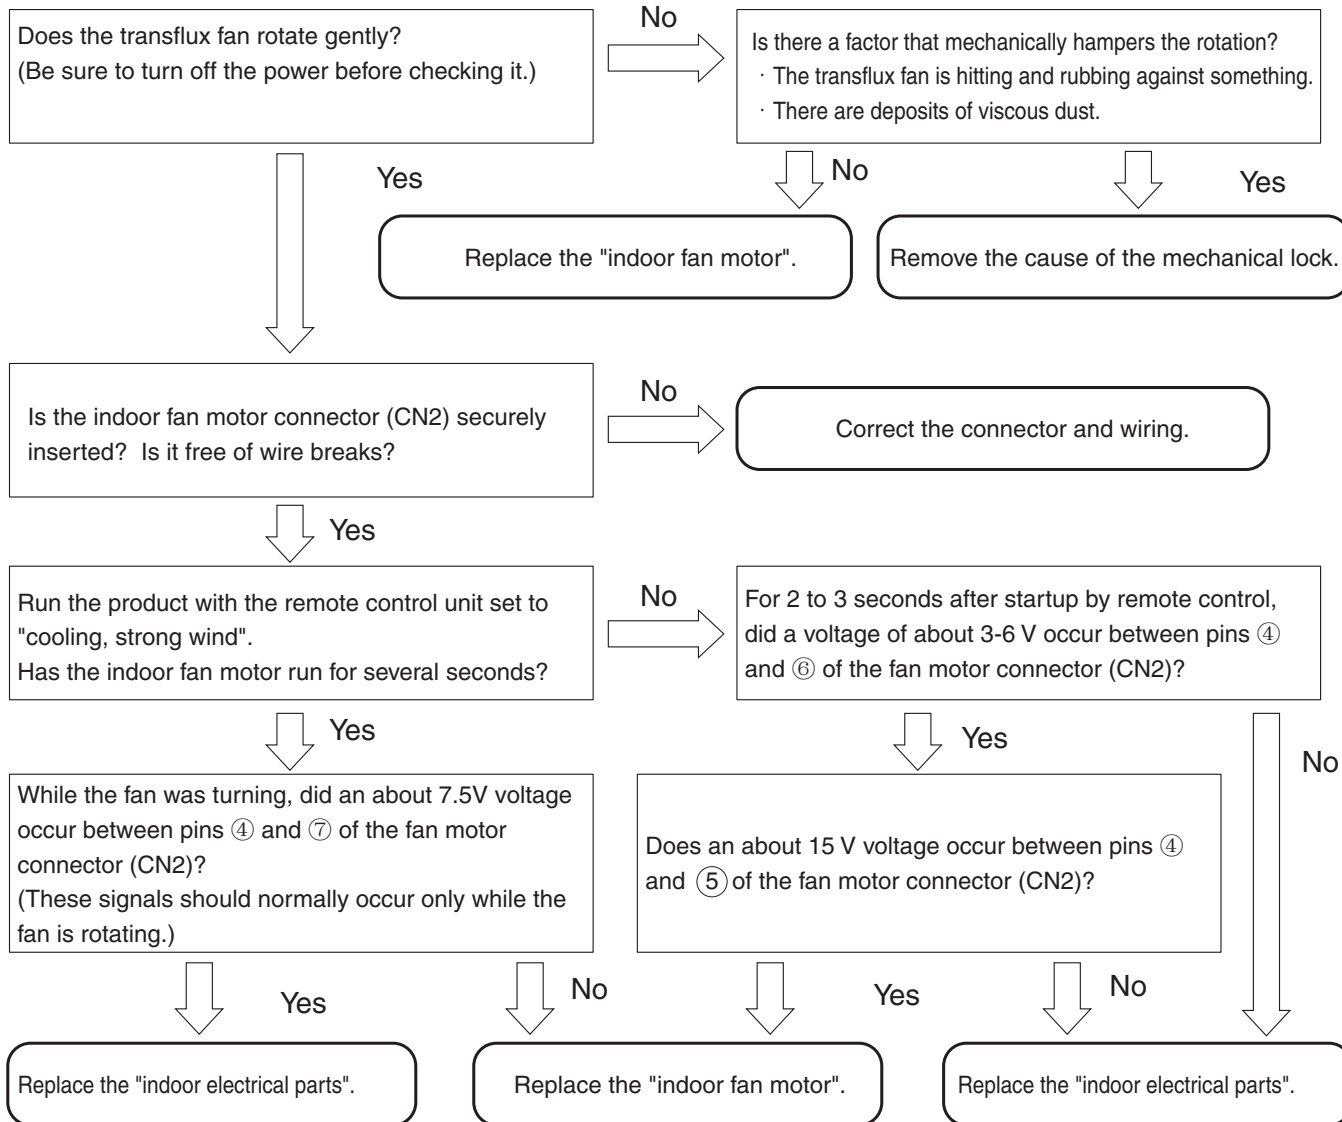 Does the transflux fan rotate gently?
(Be sure to turn off the power before checking it.)
No
Is there a factor that mechanically hampers the rotation?
· The transflux fan is hitting and rubbing against something.
· There are deposits of viscous dust.
Yes
No
Yes
Replace the "indoor fan motor".
Remove the cause of the mechanical lock.
Is the indoor fan motor connector (CN2) securely
inserted? Is it free of wire breaks?
No
Correct the connector and wiring.
Yes
Run the product with the remote control unit set to
"cooling, strong wind".
Has the indoor fan motor run for several seconds?
No
For 2 to 3 seconds after startup by remote control,
did a voltage of about 3-6 V occur between pins ④
and ⑥ of the fan motor connector (CN2)?
Yes
Yes
No
While the fan was turning, did an about 7.5V voltage
occur between pins ④ and ⑦ of the fan motor
connector (CN2)?
(These signals should normally occur only while the
fan is rotating.)
Does an about 15 V voltage occur between pins ④
and ⑤ of the fan motor connector (CN2)?
Yes
No
Yes
No
Replace the "indoor electrical parts".
Replace the "indoor fan motor".
Replace the "indoor electrical parts".